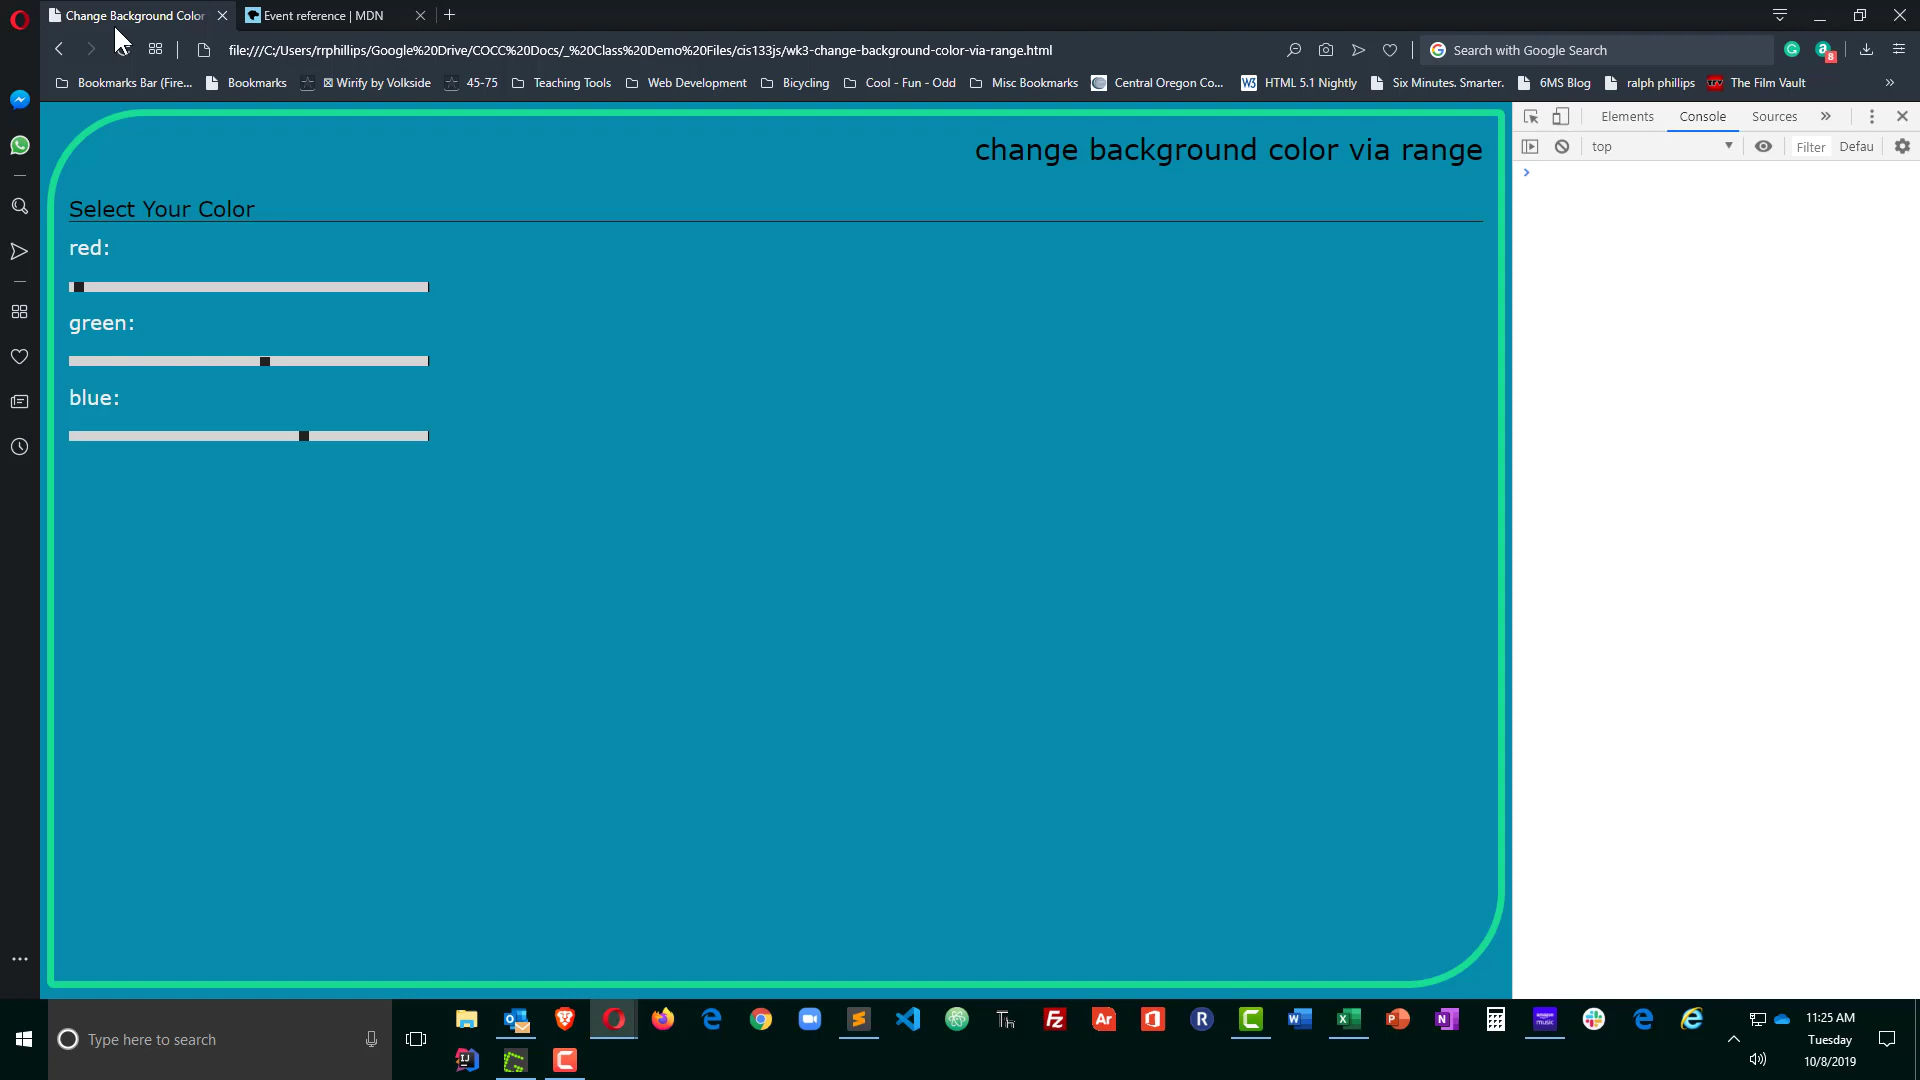 Change Background Color
Event reference | MDN
file:///C:/Users/rrphillips/Google%20Drive/COCC%20Docs/_%20Class%20Demo%20Files/cis133js/wk3-change-background-color-via-range.html
Search with Google Search
8
Bookmarks Bar (Fire...
Bookmarks
Wirify by Volkside
45-75
Teaching Tools
Web Development
Bicycling
Cool - Fun - Odd
Misc Bookmarks
Central Oregon Co...
HTML 5.1 Nightly
Six Minutes. Smarter.
6MS Blog
ralph phillips
The Film Vault
»
Elements
Console
Sources
»
top
Filter
Defau
change background color via range
Select Your Color
red:
green:
blue:
Type here to search
11:25 AM
Tuesday
10/8/2019